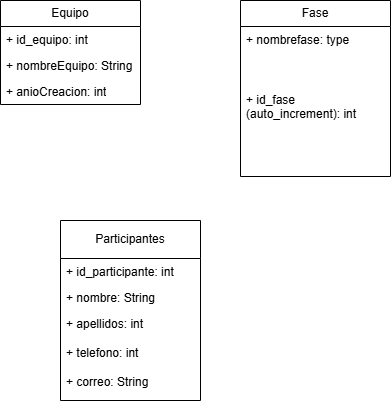 Equipo
+ id_equipo: int
+ nombreEquipo: String
+ anioCreacion: int
Fase
+ nombrefase: type
+ id_fase
(auto_increment): int
Participantes
+ id_participante: int
+ nombre: String
+ apellidos: int
+ telefono: int
+ correo: String